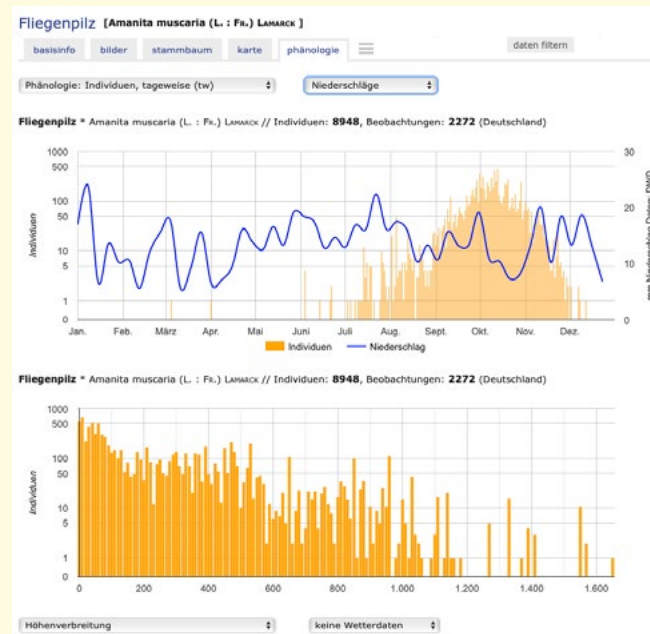 Fliegenpilz [Amanita muscaria (L. : Fr.) Lamarck ]
basisinfo bilder stammbaum karte phänologie daten filtern
Phänologie: Individuen, tageweise (tw) Niederschläge
Fliegenpilz * Amanita muscaria (L. : Fr.) Lamarck // Individuen: 8948, Beobachtungen: 2272 (Deutschland)
1000
500
100
50
10
5
1
0
Individuen
30
20
10
0
mm Niederschlag
Jan. Feb. März Apr. Mai Juni Juli Aug. Sept. Okt. Nov. Dez.
Individuen Niederschlag
Fliegenpilz * Amanita muscaria (L. : Fr.) Lamarck // Individuen: 8948, Beobachtungen: 2272 (Deutschland)
1000
500
100
50
10
5
1
0
Individuen
0 200 400 600 800 1.000 1.200 1.400 1.600
Höhenverbreitung keine Wetterdaten